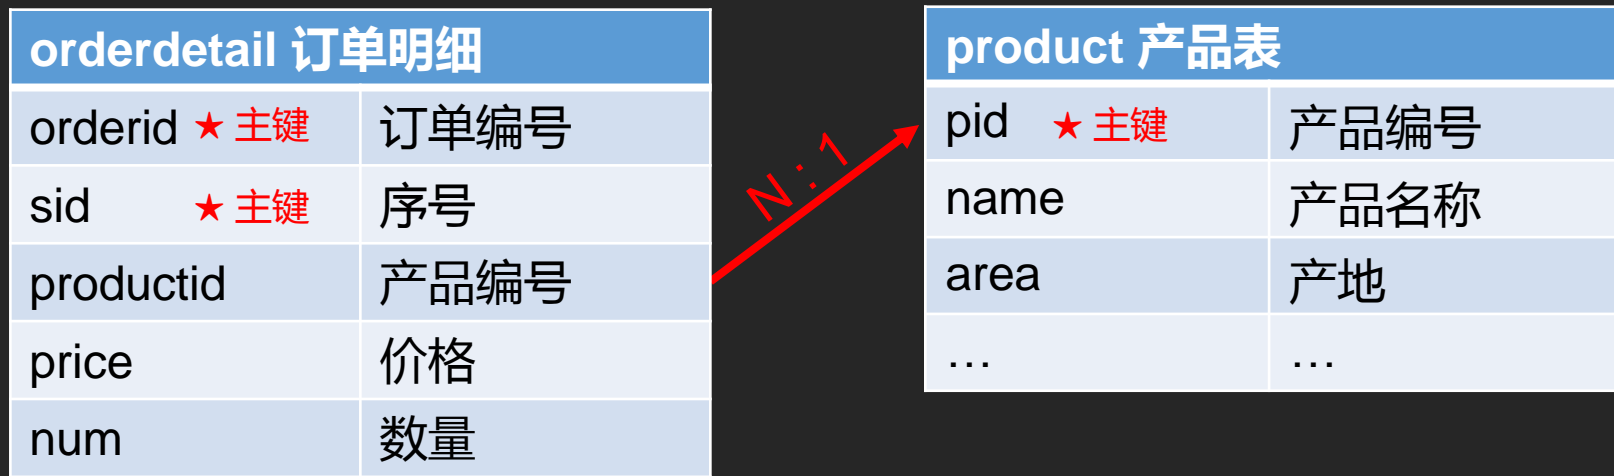 orderdetail 订单明细
orderid ★ 主键 订单编号
sid ★ 主键 序号
productid 产品编号
price 价格
num 数量
N : 1
product 产品表
pid ★ 主键 产品编号
name 产品名称
area 产地
… …